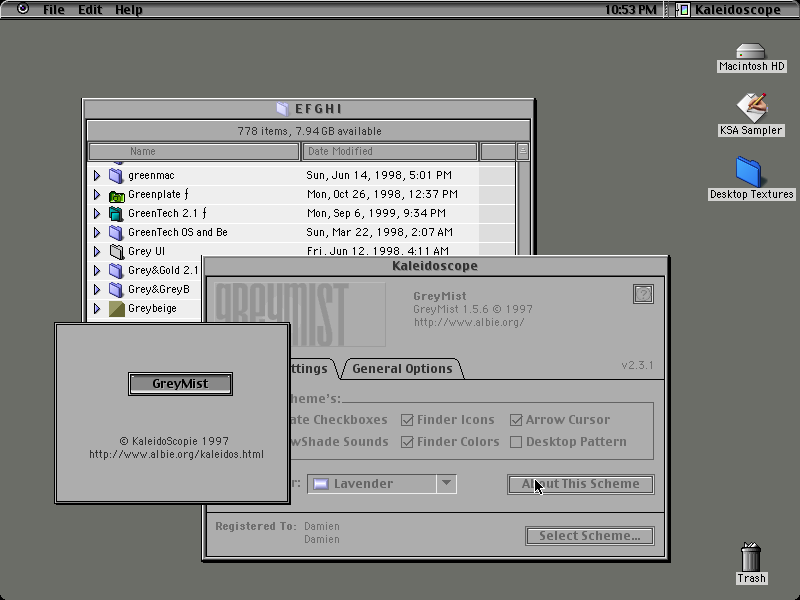 File Edit Help 10:53 PM Kaleidoscope
Macintosh HD
KSA Sampler
Desktop Textures
Trash
EFGHI
778 items, 7.94 GB available
Name Date Modified
greenmac Sun, Jun 14, 1998, 5:01 PM
Greenplate ƒ Mon, Oct 26, 1998, 12:37 PM
GreenTech 2.1 ƒ Mon, Sep 6, 1999, 9:34 PM
GreenTech OS and Be Sun, Mar 22, 1998, 2:07 AM
Grey UI Fri, Jun 12, 1998, 4:11 AM
Grey&Gold 2.1
Grey&GreyB
Greybeige
Kaleidoscope
GREYMIST
GreyMist
GreyMist 1.5.6 © 1997
http://www.albie.org/
?
v2.3.1
ttings General Options
heme's:
ate Checkboxes Finder Icons Arrow Cursor
wShade Sounds Finder Colors Desktop Pattern
r: Lavender About This Scheme
Registered To: Damien
Damien
Select Scheme...
GreyMist
© KaleidoScopie 1997
http://www.albie.org/kaleidos.html